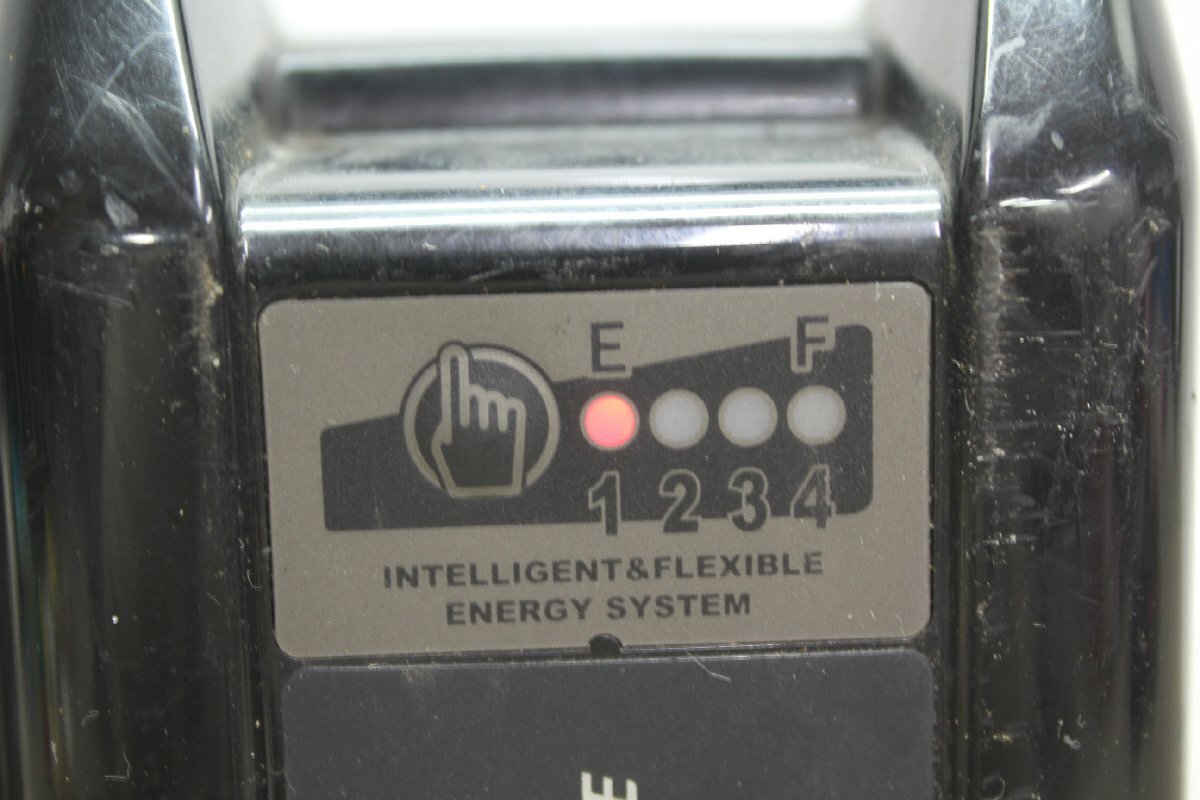 E F
1 2 3 4
INTELLIGENT&FLEXIBLE
ENERGY SYSTEM
E